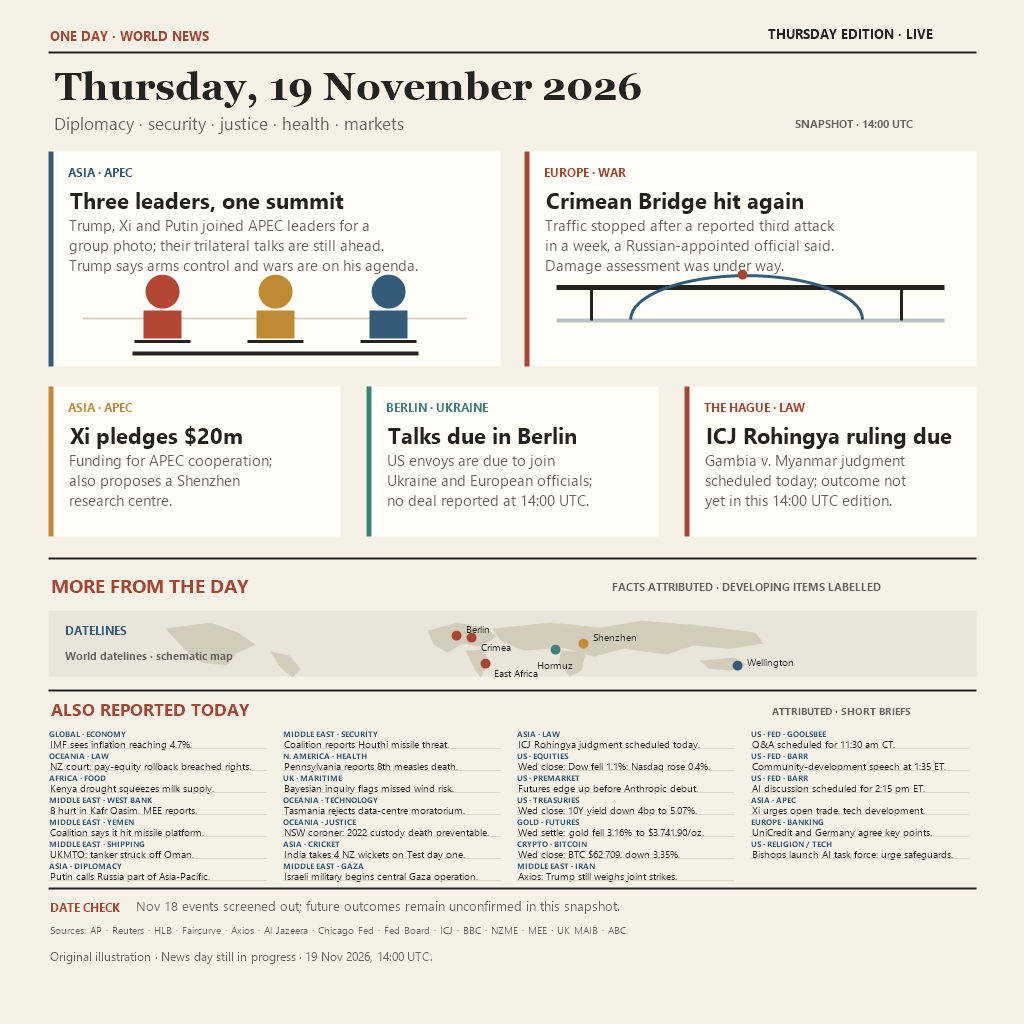 ONE DAY · WORLD NEWS
THURSDAY EDITION · LIVE
Thursday, 19 November 2026
Diplomacy · security · justice · health · markets
SNAPSHOT · 14:00 UTC
ASIA · APEC
Three leaders, one summit
Trump, Xi and Putin joined APEC leaders for a
group photo; their trilateral talks are still ahead.
Trump says arms control and wars are on his agenda.
EUROPE · WAR
Crimean Bridge hit again
Traffic stopped after a reported third attack
in a week, a Russian-appointed official said.
Damage assessment was under way.
ASIA · APEC
Xi pledges $20m
Funding for APEC cooperation;
also proposes a Shenzhen
research centre.
BERLIN · UKRAINE
Talks due in Berlin
US envoys are due to join
Ukraine and European officials;
no deal reported at 14:00 UTC.
THE HAGUE · LAW
ICJ Rohingya ruling due
Gambia v. Myanmar judgment
scheduled today; outcome not
yet in this 14:00 UTC edition.
MORE FROM THE DAY
FACTS ATTRIBUTED · DEVELOPING ITEMS LABELLED
DATELINES
World datelines · schematic map
Berlin
Crimea
East Africa
Hormuz
Shenzhen
Wellington
ALSO REPORTED TODAY
ATTRIBUTED · SHORT BRIEFS
GLOBAL · ECONOMY
IMF sees inflation reaching 4.7%.
OCEANIA · LAW
NZ court: pay-equity rollback breached rights.
AFRICA · FOOD
Kenya drought squeezes milk supply.
MIDDLE EAST · WEST BANK
8 hurt in Kafr Qasim, MEE reports.
MIDDLE EAST · YEMEN
Coalition says it hit missile platform.
MIDDLE EAST · SHIPPING
UKMTO: tanker struck off Oman.
ASIA · DIPLOMACY
Putin calls Russia part of Asia-Pacific.
MIDDLE EAST · SECURITY
Coalition reports Houthi missile threat.
N. AMERICA · HEALTH
Pennsylvania reports 8th measles death.
UK · MARITIME
Bayesian inquiry flags missed wind risk.
OCEANIA · TECHNOLOGY
Tasmania rejects data-centre moratorium.
OCEANIA · JUSTICE
NSW coroner: 2022 custody death preventable.
ASIA · CRICKET
India takes 4 NZ wickets on Test day one.
MIDDLE EAST · GAZA
Israeli military begins central Gaza operation.
ASIA · LAW
ICJ Rohingya judgment scheduled today.
US · EQUITIES
Wed close: Dow fell 1.1%; Nasdaq rose 0.4%.
US · PREMARKET
Futures edge up before Anthropic debut.
US · TREASURIES
Wed close: 10Y yield down 4bp to 5.07%.
GOLD · FUTURES
Wed settle: gold fell 3.16% to $3,741.90/oz.
CRYPTO · BITCOIN
Wed close: BTC $62,709, down 3.35%.
MIDDLE EAST · IRAN
Axios: Trump still weighs joint strikes.
US · FED · GOOLSBEE
Q&A scheduled for 11:30 am CT.
US · FED · BARR
Community-development speech at 1:35 ET.
US · FED · BARR
AI discussion scheduled for 2:15 pm ET.
ASIA · APEC
Xi urges open trade, tech development.
EUROPE · BANKING
UniCredit and Germany agree key points.
US · RELIGION / TECH
Bishops launch AI task force; urge safeguards.
DATE CHECK
Nov 18 events screened out; future outcomes remain unconfirmed in this snapshot.
Sources: AP · Reuters · HLB · Faircurve · Axios · Al Jazeera · Chicago Fed · Fed Board · ICJ · BBC · NZME · MEE · UK MAIB · ABC.
Original illustration · News day still in progress · 19 Nov 2026, 14:00 UTC.